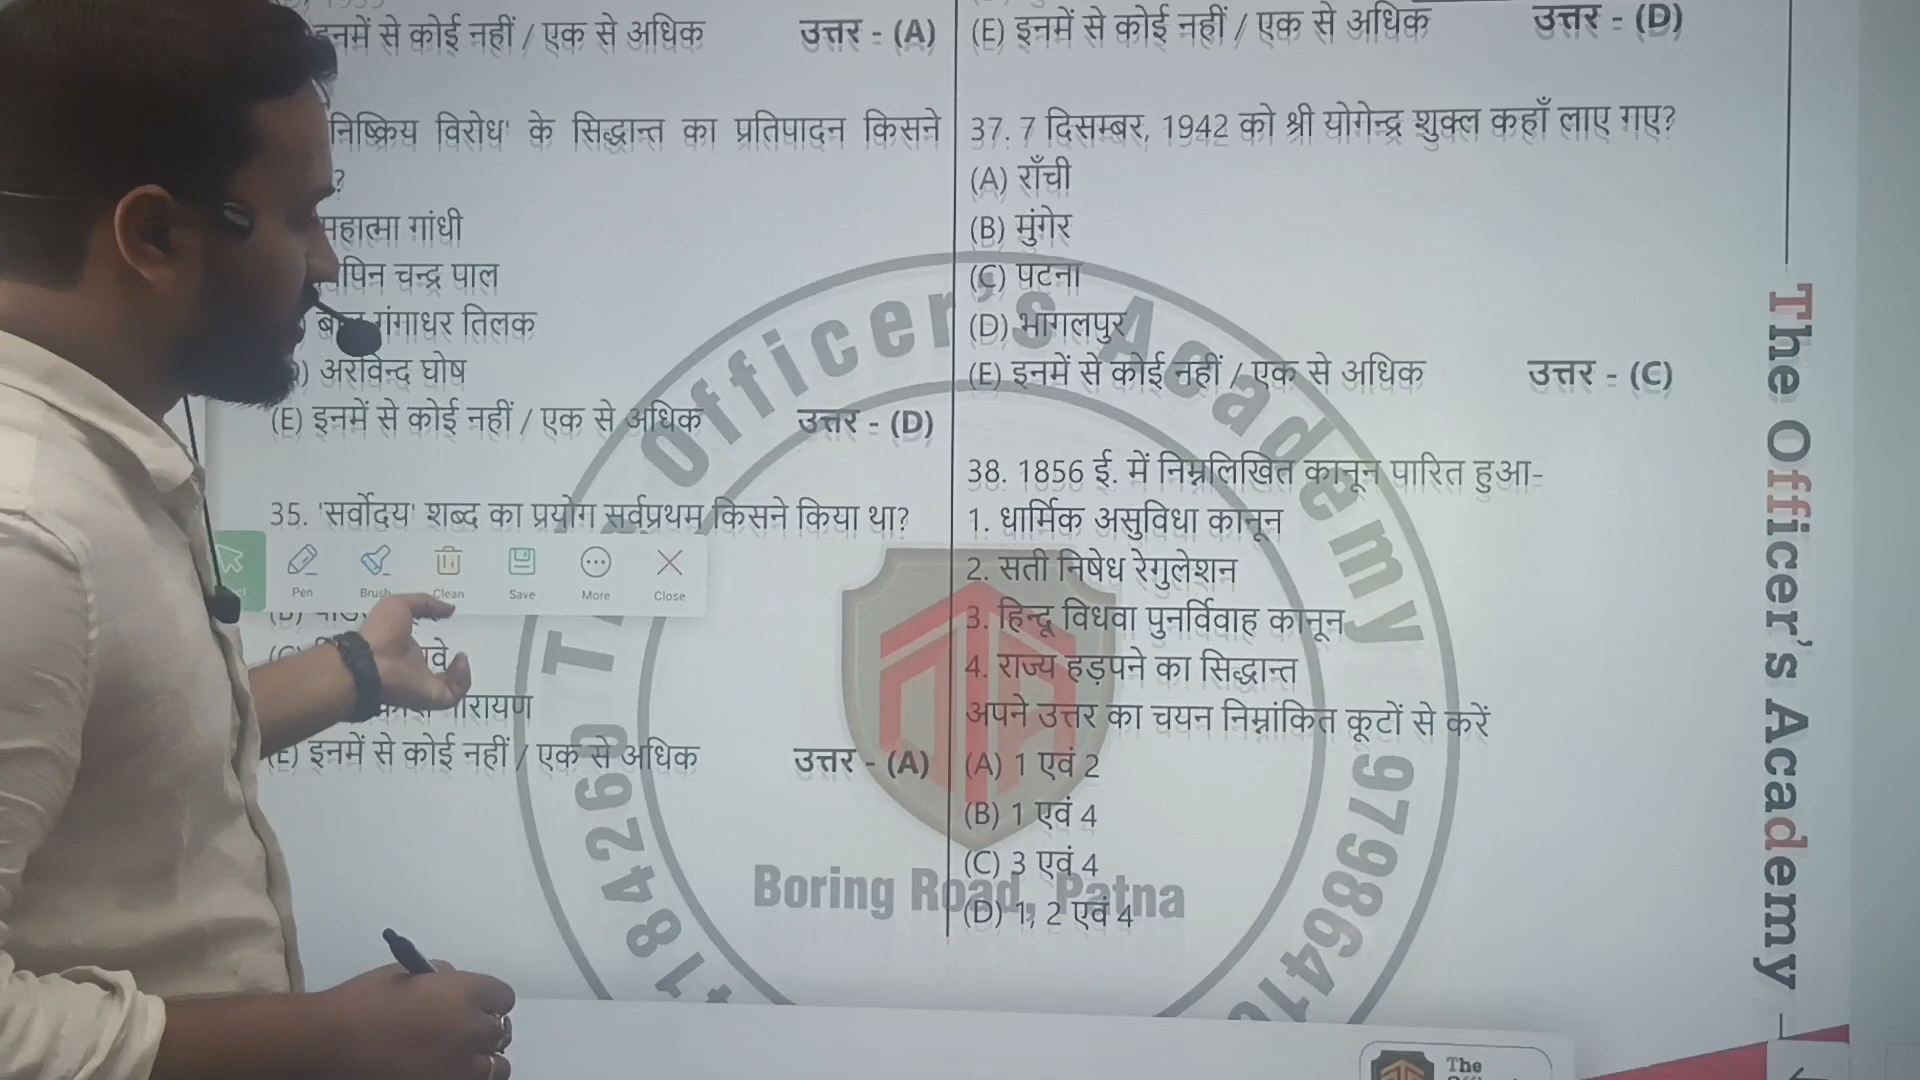 इनमें से कोई नहीं / एक से अधिक उत्तर - (A)
निष्क्रिय विरोध' के सिद्धान्त का प्रतिपादन किसने
?
महात्मा गांधी
पिन चन्द्र पाल
गंगाधर तिलक
अरविन्द घोष
(E) इनमें से कोई नहीं / एक से अधिक उत्तर - (D)
35. 'सर्वोदय' शब्द का प्रयोग सर्वप्रथम किसने किया था?
Pen Brush Clean Save More Close
नारायण
(E) इनमें से कोई नहीं / एक से अधिक उत्तर - (A)
(E) इनमें से कोई नहीं / एक से अधिक उत्तर - (D)
37. 7 दिसम्बर, 1942 को श्री योगेन्द्र शुक्ल कहाँ लाए गए?
(A) राँची
(B) मुंगेर
(C) पटना
(D) भागलपुर
(E) इनमें से कोई नहीं / एक से अधिक उत्तर - (C)
38. 1856 ई. में निम्नलिखित कानून पारित हुआ-
1. धार्मिक असुविधा कानून
2. सती निषेध रेगुलेशन
3. हिन्दू विधवा पुनर्विवाह कानून
4. राज्य हड़पने का सिद्धान्त
अपने उत्तर का चयन निम्नांकित कूटों से करें
(A) 1 एवं 2
(B) 1 एवं 4
(C) 3 एवं 4
(D) 1, 2 एवं 4
Officer's Academy
Boring Road, Patna
The Officer's Academy
The